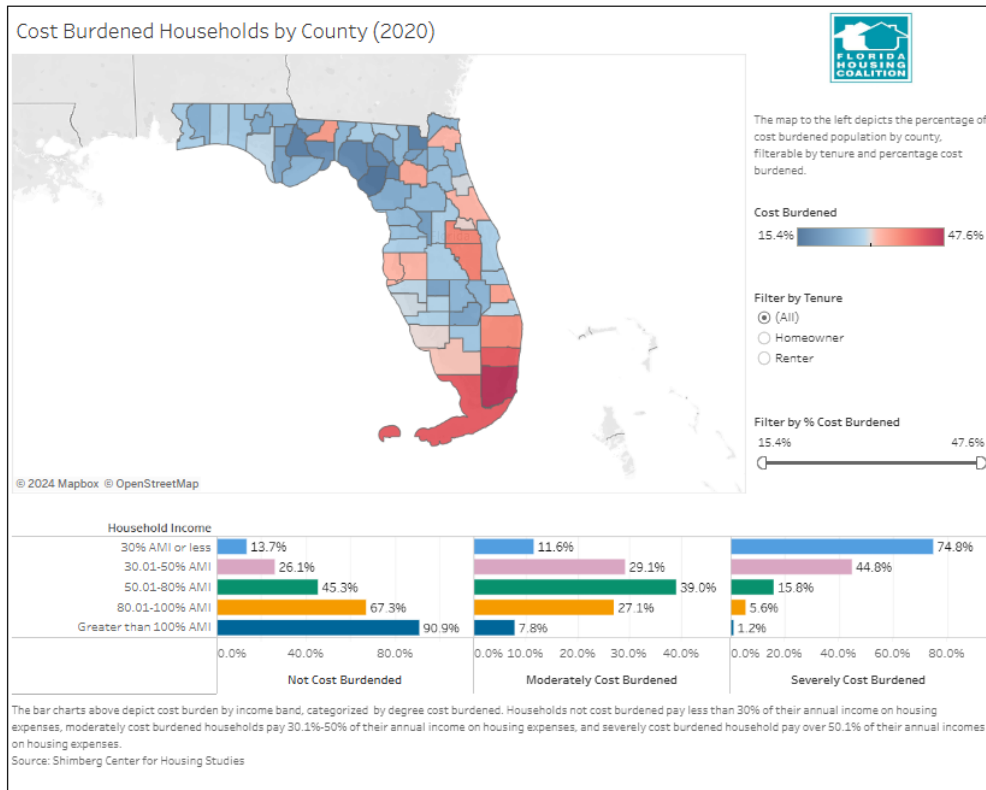 Cost Burdened Households by County (2020)
FLORIDA
HOUSING
COALITION
The map to the left depicts the percentage of
cost burdened population by county,
filterable by tenure and percentage cost
burdened.
Cost Burdened
15.4% 47.6%
Filter by Tenure
(All)
Homeowner
Renter
Filter by % Cost Burdened
15.4% 47.6%
Florida
© 2024 Mapbox © OpenStreetMap
Household Income
30% AMI or less 13.7% 11.6% 74.8%
30.01-50% AMI 26.1% 29.1% 44.8%
50.01-80% AMI 45.3% 39.0% 15.8%
80.01-100% AMI 67.3% 27.1% 5.6%
Greater than 100% AMI 90.9% 7.8% 1.2%
0.0% 40.0% 80.0% 0.0% 10.0% 20.0% 30.0% 40.0% 0.0% 20.0% 40.0% 60.0% 80.0%
Not Cost Burdended Moderately Cost Burdened Severely Cost Burdened
The bar charts above depict cost burden by income band, categorized by degree cost burdened. Households not cost burdened pay less than 30% of their annual income on housing
expenses, moderately cost burdened households pay 30.1%-50% of their annual income on housing expenses, and severely cost burdened household pay over 50.1% of their annual incomes
on housing expenses.
Source: Shimberg Center for Housing Studies